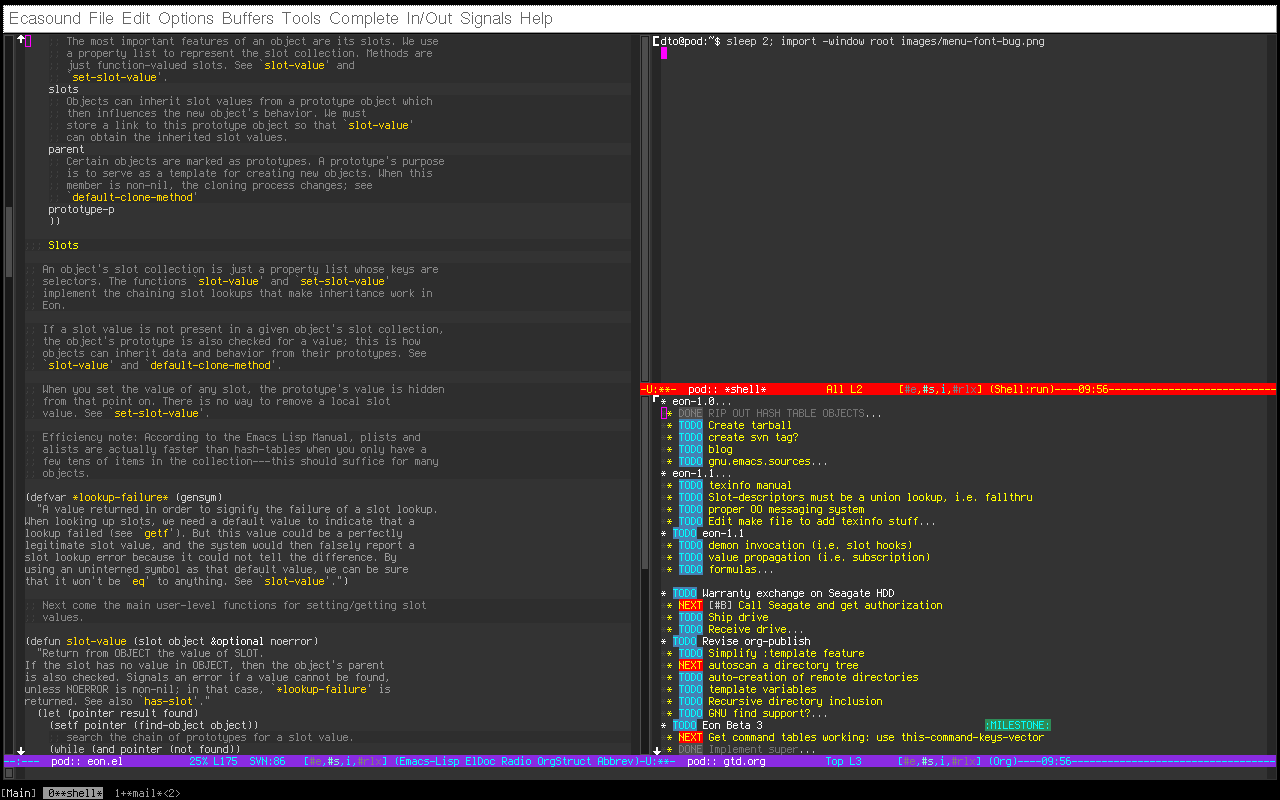 Ecasound File Edit Options Buffers Tools Complete In/Out Signals Help
;; The most important features of an object are its slots. We use
;; a property list to represent the slot collection. Methods are
;; just function-valued slots. See `slot-value' and
;; `set-slot-value'.
slots
;; Objects can inherit slot values from a prototype object which
;; then influences the new object's behavior. We must
;; store a link to this prototype object so that `slot-value'
;; can obtain the inherited slot values.
parent
;; Certain objects are marked as prototypes. A prototype's purpose
;; is to serve as a template for creating new objects. When this
;; member is non-nil, the cloning process changes; see
;; `default-clone-method'
prototype-p
))
;;; Slots
;; An object's slot collection is just a property list whose keys are
;; selectors. The functions `slot-value' and `set-slot-value'
;; implement the chaining slot lookups that make inheritance work in
;; Eon.
;; If a slot value is not present in a given object's slot collection,
;; the object's prototype is also checked for a value; this is how
;; objects can inherit data and behavior from their prototypes. See
;; `slot-value' and `default-clone-method'.
;; When you set the value of any slot, the prototype's value is hidden
;; from that point on. There is no way to remove a local slot
;; value. See `set-slot-value'.
;; Efficiency note: According to the Emacs Lisp Manual, plists and
;; alists are actually faster than hash-tables when you only have a
;; few tens of items in the collection---this should suffice for many
;; objects.
(defvar *lookup-failure* (gensym)
"A value returned in order to signify the failure of a slot lookup.
When looking up slots, we need a default value to indicate that a
lookup failed (see `getf'). But this value could be a perfectly
legitimate slot value, and the system would then falsely report a
slot lookup error because it could not tell the difference. By
using an uninterned symbol as that default value, we can be sure
that it won't be `eq' to anything. See `slot-value'.")
;; Next come the main user-level functions for setting/getting slot
;; values.
(defun slot-value (slot object &optional noerror)
"Return from OBJECT the value of SLOT.
If the slot has no value in OBJECT, then the object's parent
is also checked. Signals an error if a value cannot be found,
unless NOERROR is non-nil; in that case, `*lookup-failure' is
returned. See also `has-slot'."
(let (pointer result found)
(setf pointer (find-object object))
;; search the chain of prototypes for a slot value.
(while (and pointer (not found))
--:--- pod:: eon.el 25% L175 SVN:86 [#e,#s,i,#rlx] (Emacs-Lisp ElDoc Radio OrgStruct Abbrev)
dto@pod:~$ sleep 2; import -window root images/menu-font-bug.png
-U:**- pod:: *shell* All L2 [#e,#s,i,#rlx] (Shell:run)----09:56----------------------------
* eon-1.0...
* DONE RIP OUT HASH TABLE OBJECTS...
* TODO Create tarball
* TODO create svn tag?
* TODO blog
* TODO gnu.emacs.sources...
* eon-1.1...
* TODO texinfo manual
* TODO Slot-descriptors must be a union lookup, i.e. fallthru
* TODO proper OO messaging system
* TODO Edit make file to add texinfo stuff...
* TODO eon-1.1
* TODO demon invocation (i.e. slot hooks)
* TODO value propagation (i.e. subscription)
* TODO formulas...
* TODO Warranty exchange on Seagate HDD
* NEXT [#B] Call Seagate and get authorization
* TODO Ship drive
* TODO Receive drive...
* TODO Revise org-publish
* TODO Simplify :template feature
* NEXT autoscan a directory tree
* TODO auto-creation of remote directories
* TODO template variables
* TODO Recursive directory inclusion
* TODO GNU find support?...
* TODO Eon Beta 3 :MILESTONE:
* NEXT Get command tables working: use this-command-keys-vector
* DONE Implement super...
-U:**- pod:: gtd.org Top L3 [#e,#s,i,#rlx] (Org)----09:56----------------------------------
[Main] 0**shell* 1+*mail*<2>